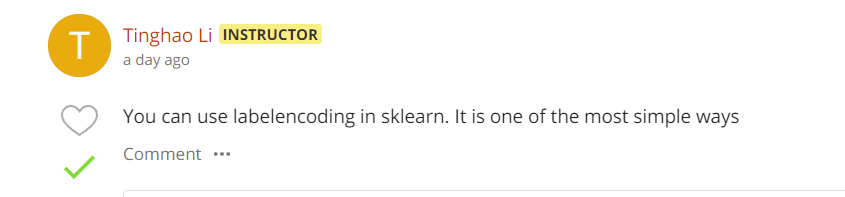 T
Tinghao Li INSTRUCTOR
a day ago
You can use labelencoding in sklearn. It is one of the most simple ways
Comment •••